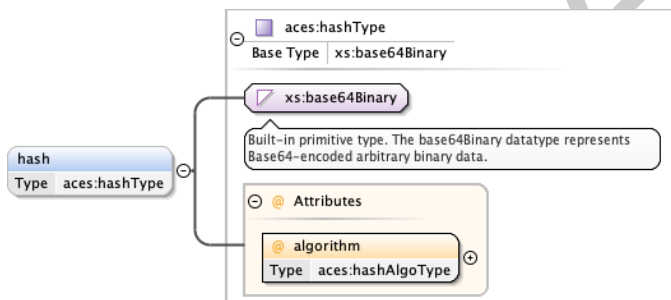 aces:hashType
Base Type xs:base64Binary
xs:base64Binary
Built-in primitive type. The base64Binary datatype represents
Base64-encoded arbitrary binary data.
hash
Type aces:hashType
@ Attributes
@ algorithm
Type aces:hashAlgoType